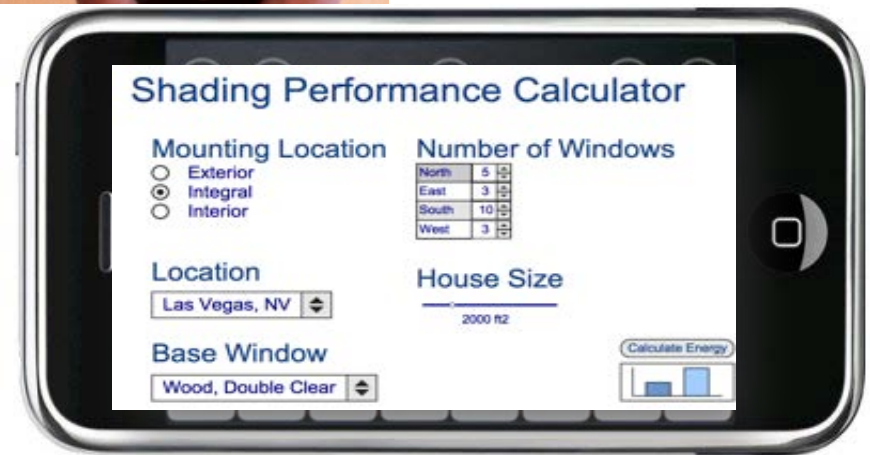 Shading Performance Calculator
Mounting Location
Exterior
Integral
Interior
Number of Windows
North 5
East 3
South 10
West 3
Location
Las Vegas, NV
House Size
2000 ft2
Base Window
Wood, Double Clear
Calculate Energy